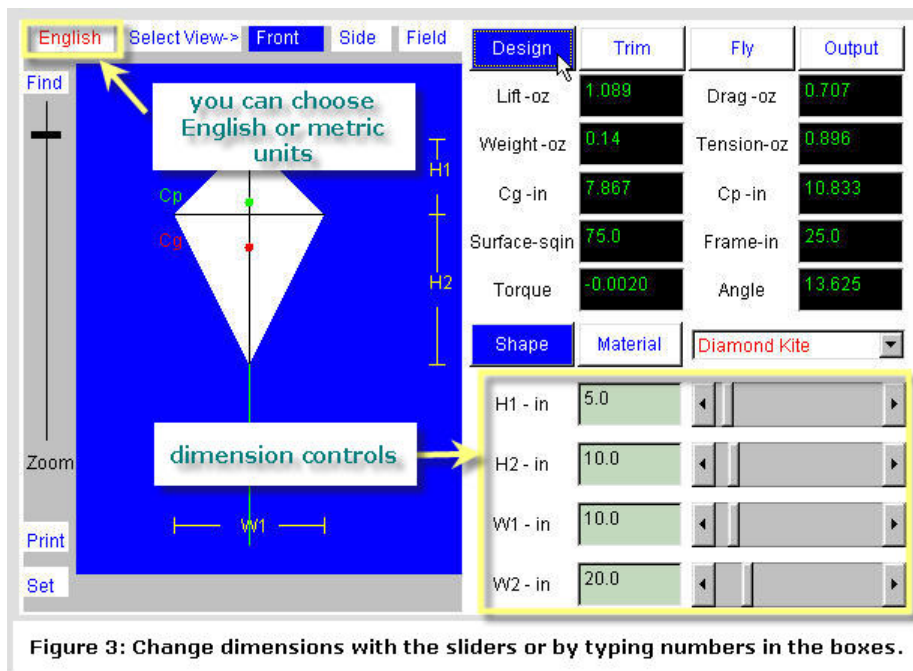 English Select View-> Front Side Field
Design Trim Fly Output
Find
you can choose
English or metric
units
H1
Cp
Cg
H2
Zoom
dimension controls
W1
Print
Set
Lift-oz 1.089 Drag-oz 0.707
Weight-oz 0.14 Tension-oz 0.896
Cg-in 7.867 Cp-in 10.833
Surface-sqin 75.0 Frame-in 25.0
Torque -0.0020 Angle 13.625
Shape Material Diamond Kite
H1 - in 5.0
H2 - in 10.0
W1 - in 10.0
W2 - in 20.0
Figure 3: Change dimensions with the sliders or by typing numbers in the boxes.